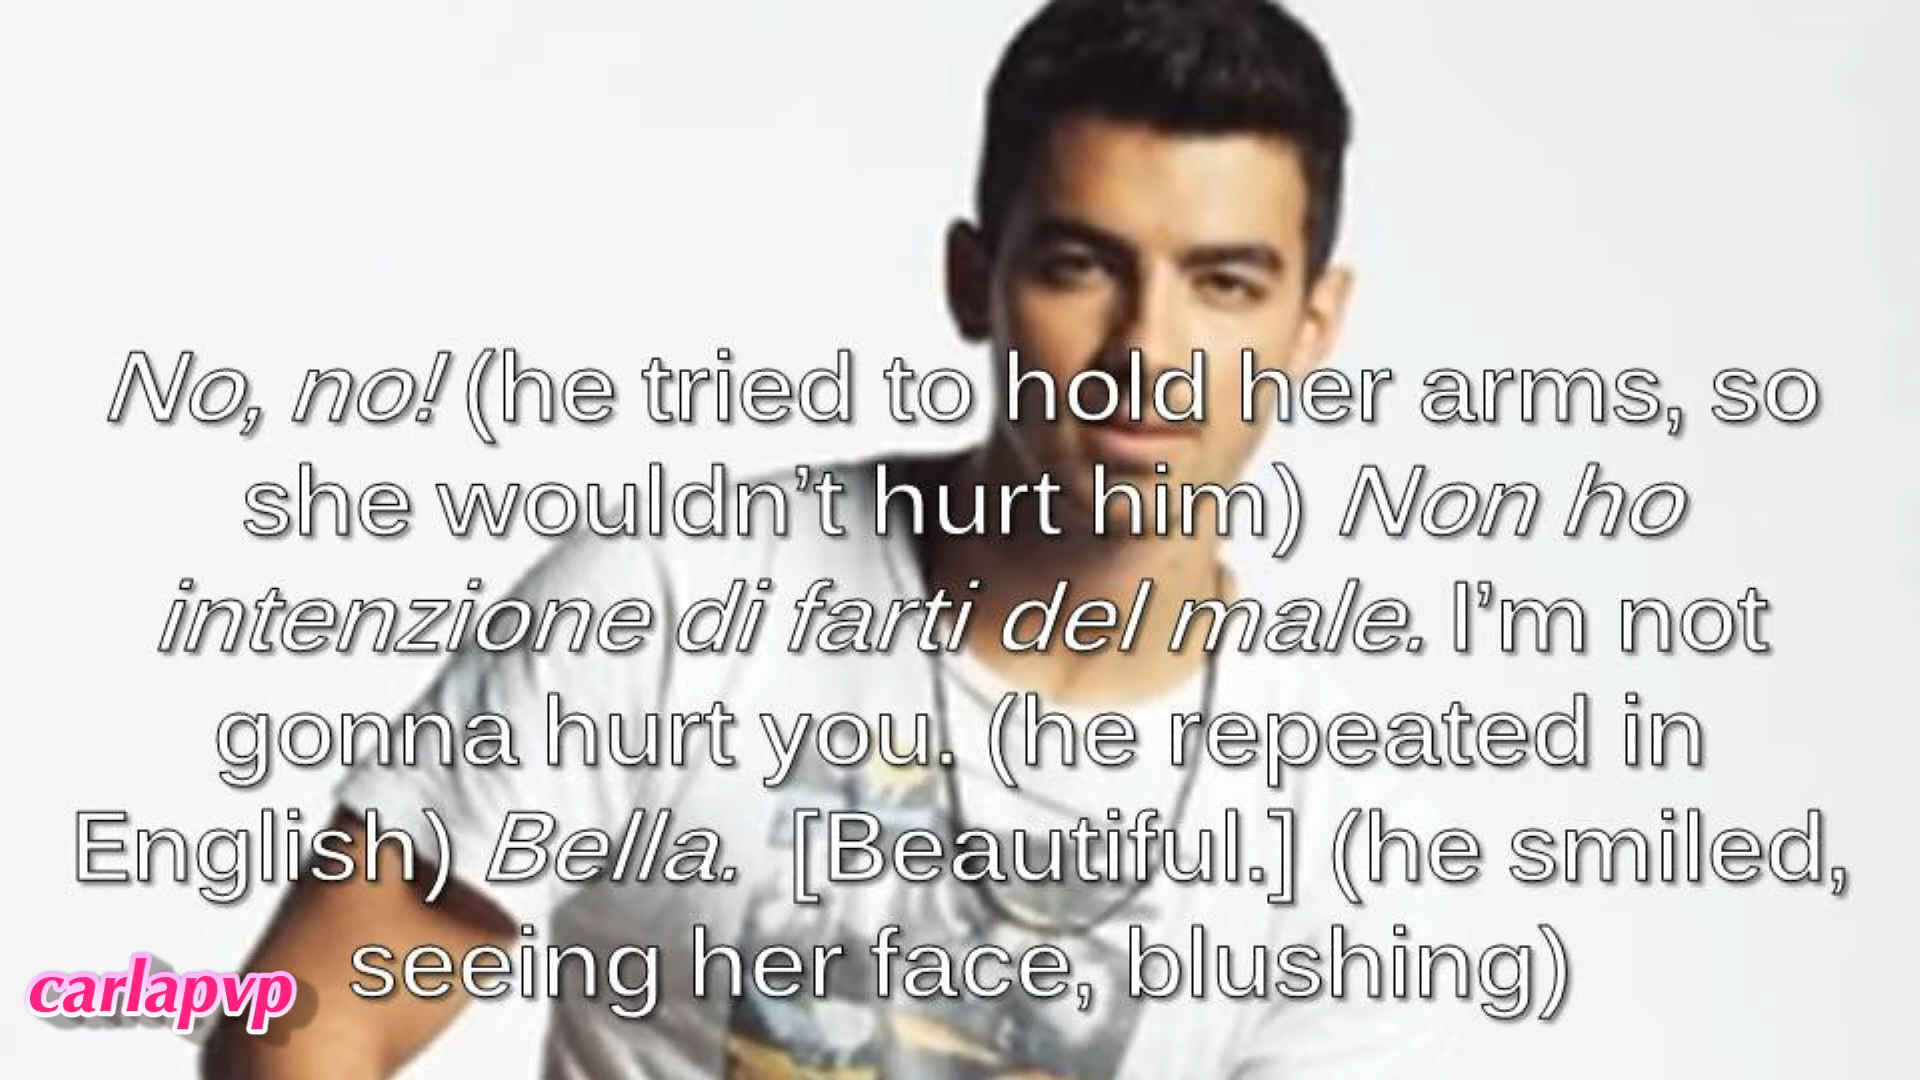 No, no! (he tried to hold her arms, so
she wouldn’t hurt him) Non ho
intenzione di farti del male. I’m not
gonna hurt you. (he repeated in
English) Bella. [Beautiful.] (he smiled,
seeing her face, blushing)
carlapvp